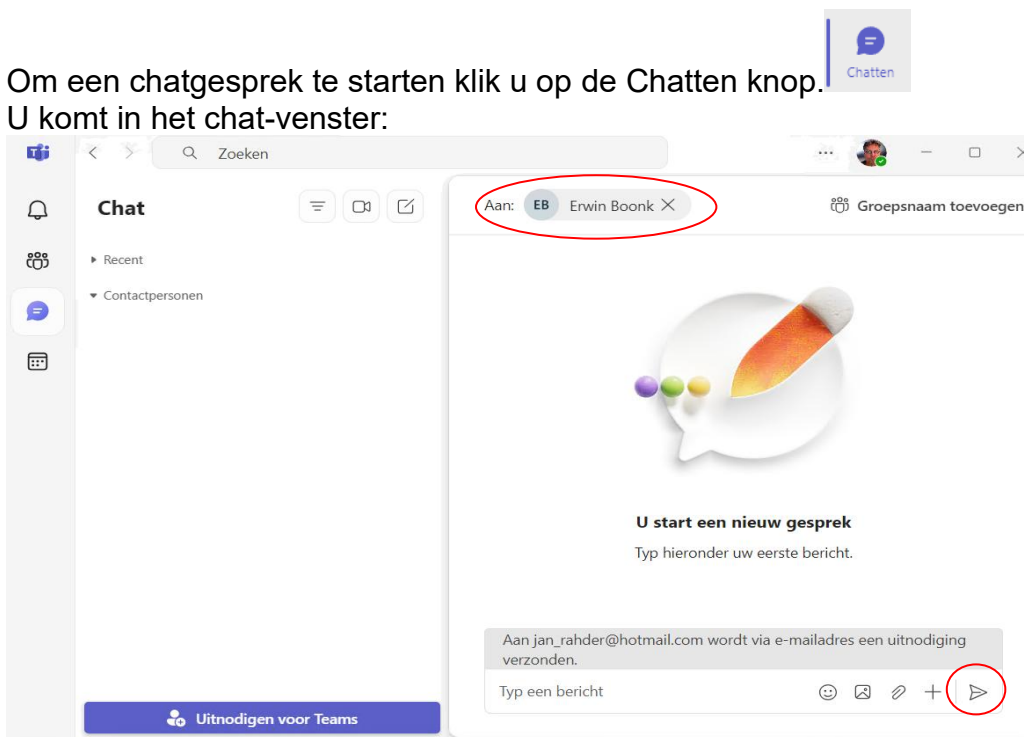 Chatten
Om een chatgesprek te starten klik u op de Chatten knop.
U komt in het chat-venster:
Zoeken
Chat
Aan: EB Erwin Boonk
Groepsnaam toevoegen
Recent
Contactpersonen
U start een nieuw gesprek
Typ hieronder uw eerste bericht.
Aan jan_rahder@hotmail.com wordt via e-mailadres een uitnodiging
verzonden.
Typ een bericht
Uitnodigen voor Teams